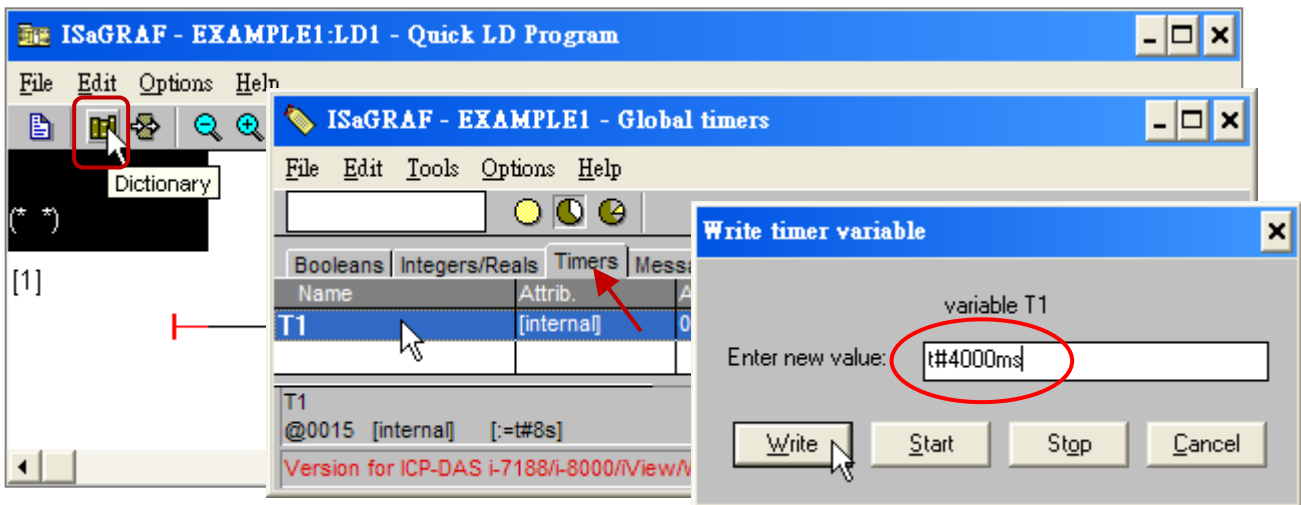 ISaGRAF - EXAMPLE1:LD1 - Quick LD Program
File Edit Options Help
Dictionary
(* *)
[1]
ISaGRAF - EXAMPLE1 - Global timers
File Edit Tools Options Help
Booleans Integers/Reals Timers
Name Attrib.
T1 [internal] 0
T1
@0015 [internal] [:=t#8s]
Version for ICP-DAS i-7188/i-8000/iView/
Write timer variable
variable T1
Enter new value: t#4000ms
Write Start Stop Cancel